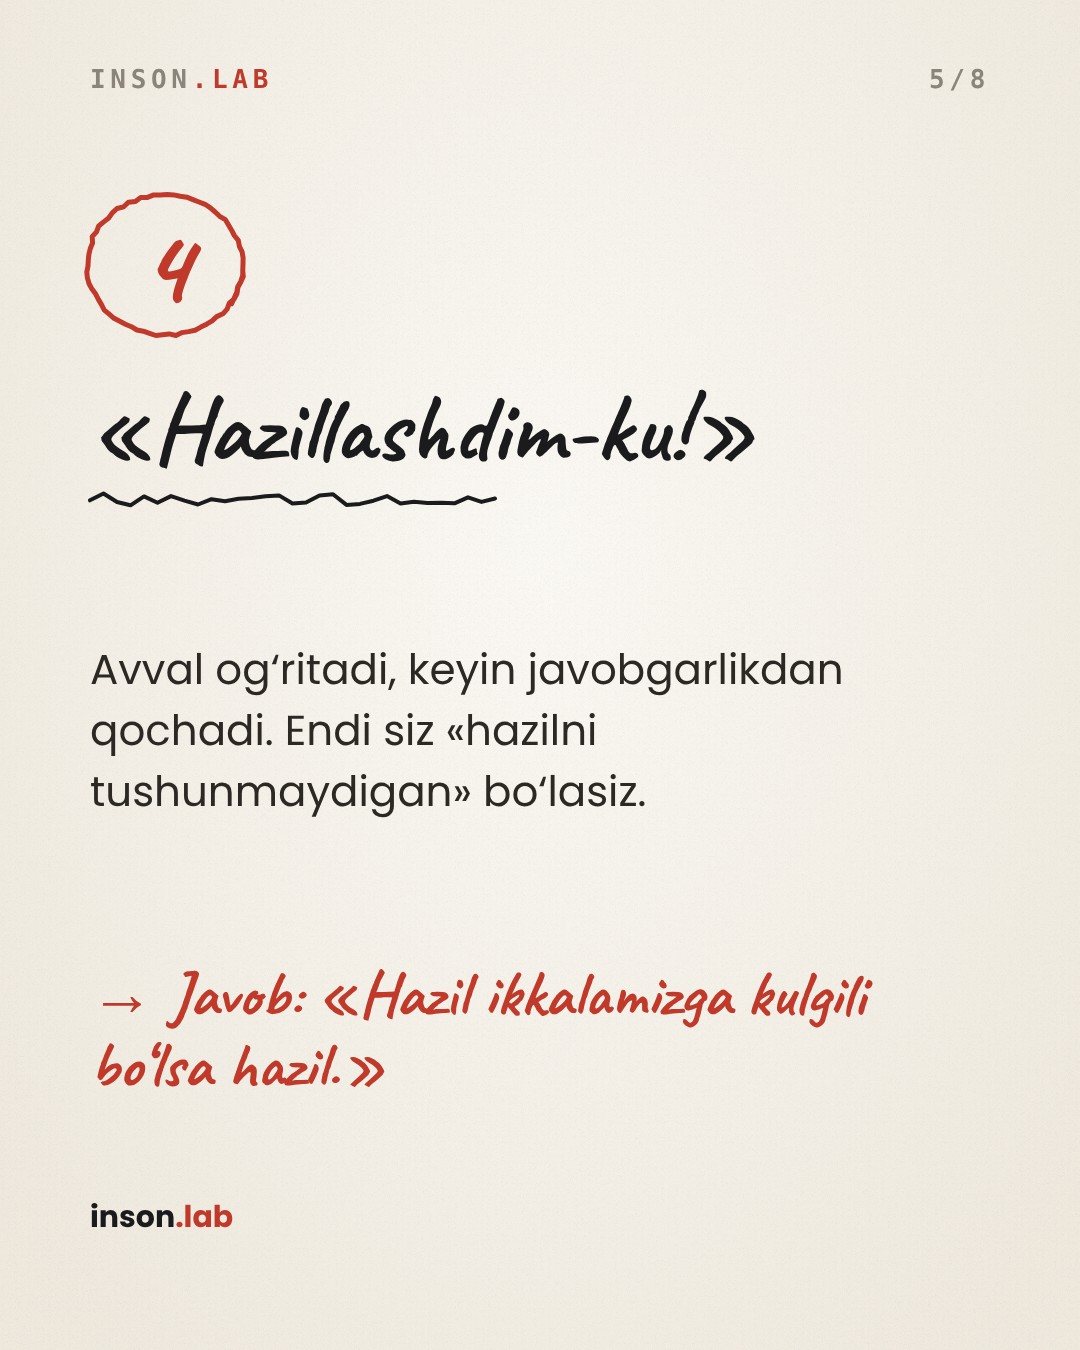 INSON.LAB
5/8
4
«Hazillashdim-ku!»
Avval og‘ritadi, keyin javobgarlikdan
qochadi. Endi siz «hazilni
tushunmaydigan» bo‘lasiz.
→ Javob: «Hazil ikkalamizga kulgili
bo‘lsa hazil.»
inson.lab